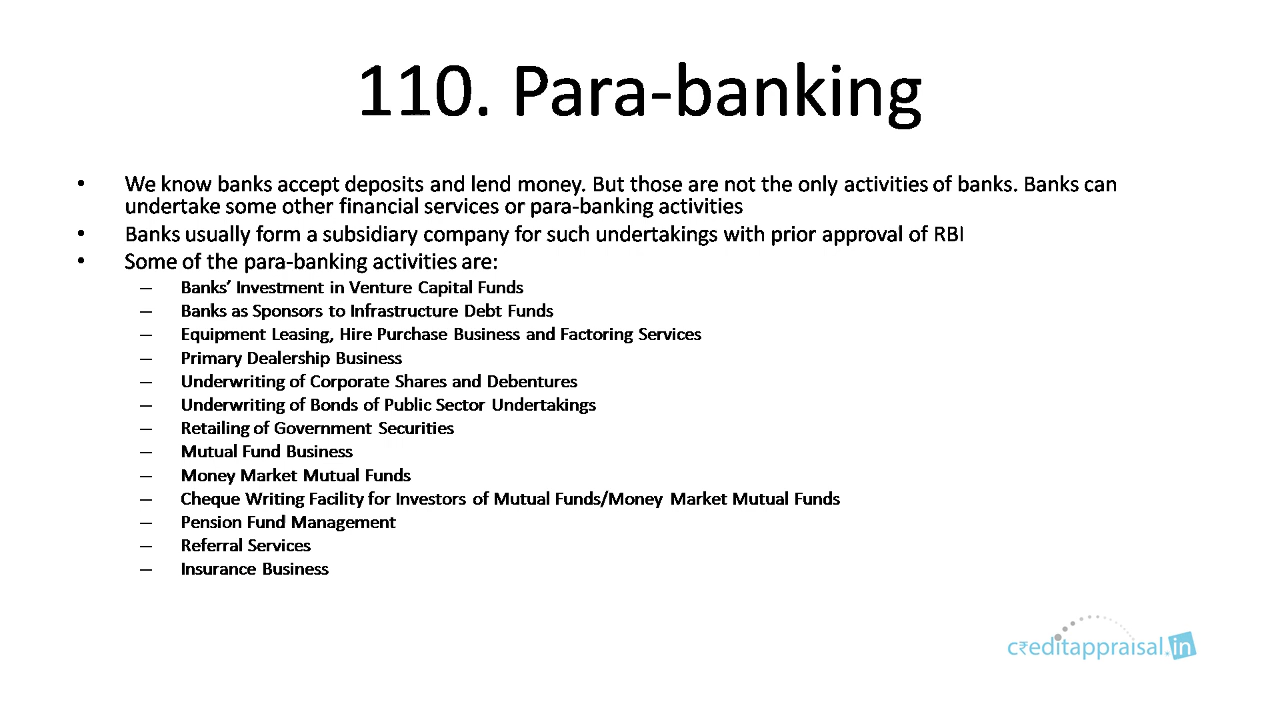 110. Para-banking
• We know banks accept deposits and lend money. But those are not the only activities of banks. Banks can
undertake some other financial services or para-banking activities
• Banks usually form a subsidiary company for such undertakings with prior approval of RBI
• Some of the para-banking activities are:
– Banks’ Investment in Venture Capital Funds
– Banks as Sponsors to Infrastructure Debt Funds
– Equipment Leasing, Hire Purchase Business and Factoring Services
– Primary Dealership Business
– Underwriting of Corporate Shares and Debentures
– Underwriting of Bonds of Public Sector Undertakings
– Retailing of Government Securities
– Mutual Fund Business
– Money Market Mutual Funds
– Cheque Writing Facility for Investors of Mutual Funds/Money Market Mutual Funds
– Pension Fund Management
– Referral Services
– Insurance Business
c₹editappraisal.in